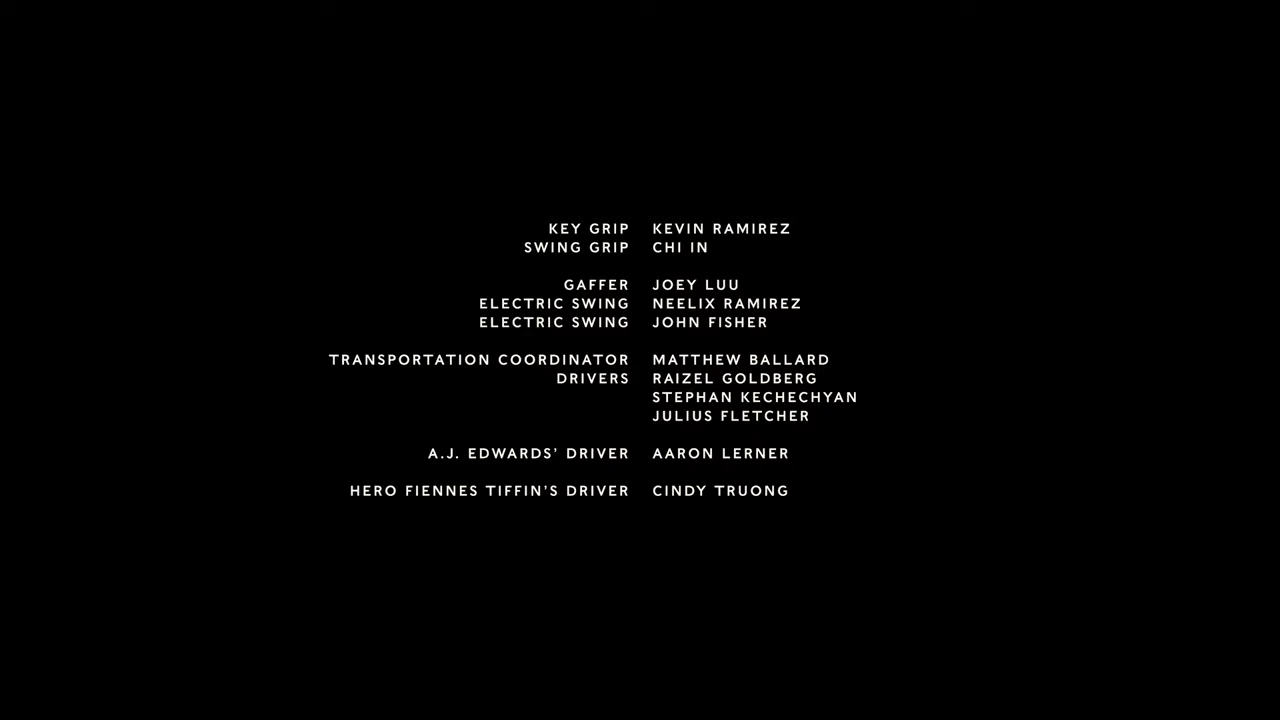 KEY GRIP KEVIN RAMIREZ
SWING GRIP CHI IN
GAFFER JOEY LUU
ELECTRIC SWING NEELIX RAMIREZ
ELECTRIC SWING JOHN FISHER
TRANSPORTATION COORDINATOR MATTHEW BALLARD
DRIVERS RAIZEL GOLDBERG
STEPHAN KECHECHYAN
JULIUS FLETCHER
A.J. EDWARDS’ DRIVER AARON LERNER
HERO FIENNES TIFFIN’S DRIVER CINDY TRUONG